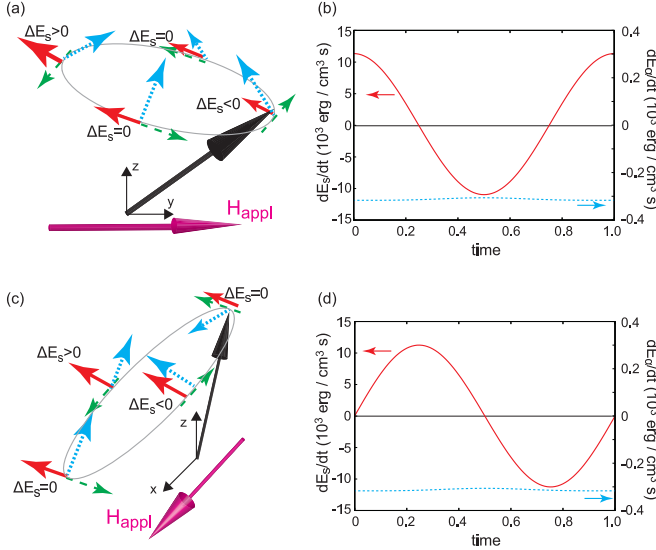 (a)
ΔEs>0
ΔEs=0
ΔEs<0
ΔEs=0
z
y
Happl
(b)
15
10
5
0
-5
-10
-15
dEs/dt (10³ erg / cm³ s)
0.4
0.2
0
-0.2
-0.4
dEα/dt (10³ erg / cm³ s)
0
0.2
0.4
0.6
0.8
1.0
time
(c)
ΔEs=0
ΔEs>0
ΔEs<0
ΔEs=0
z
x
Happl
(d)
15
10
5
0
-5
-10
-15
dEs/dt (10³ erg / cm³ s)
0.4
0.2
0
-0.2
-0.4
dEα/dt (10³ erg / cm³ s)
0
0.2
0.4
0.6
0.8
1.0
time